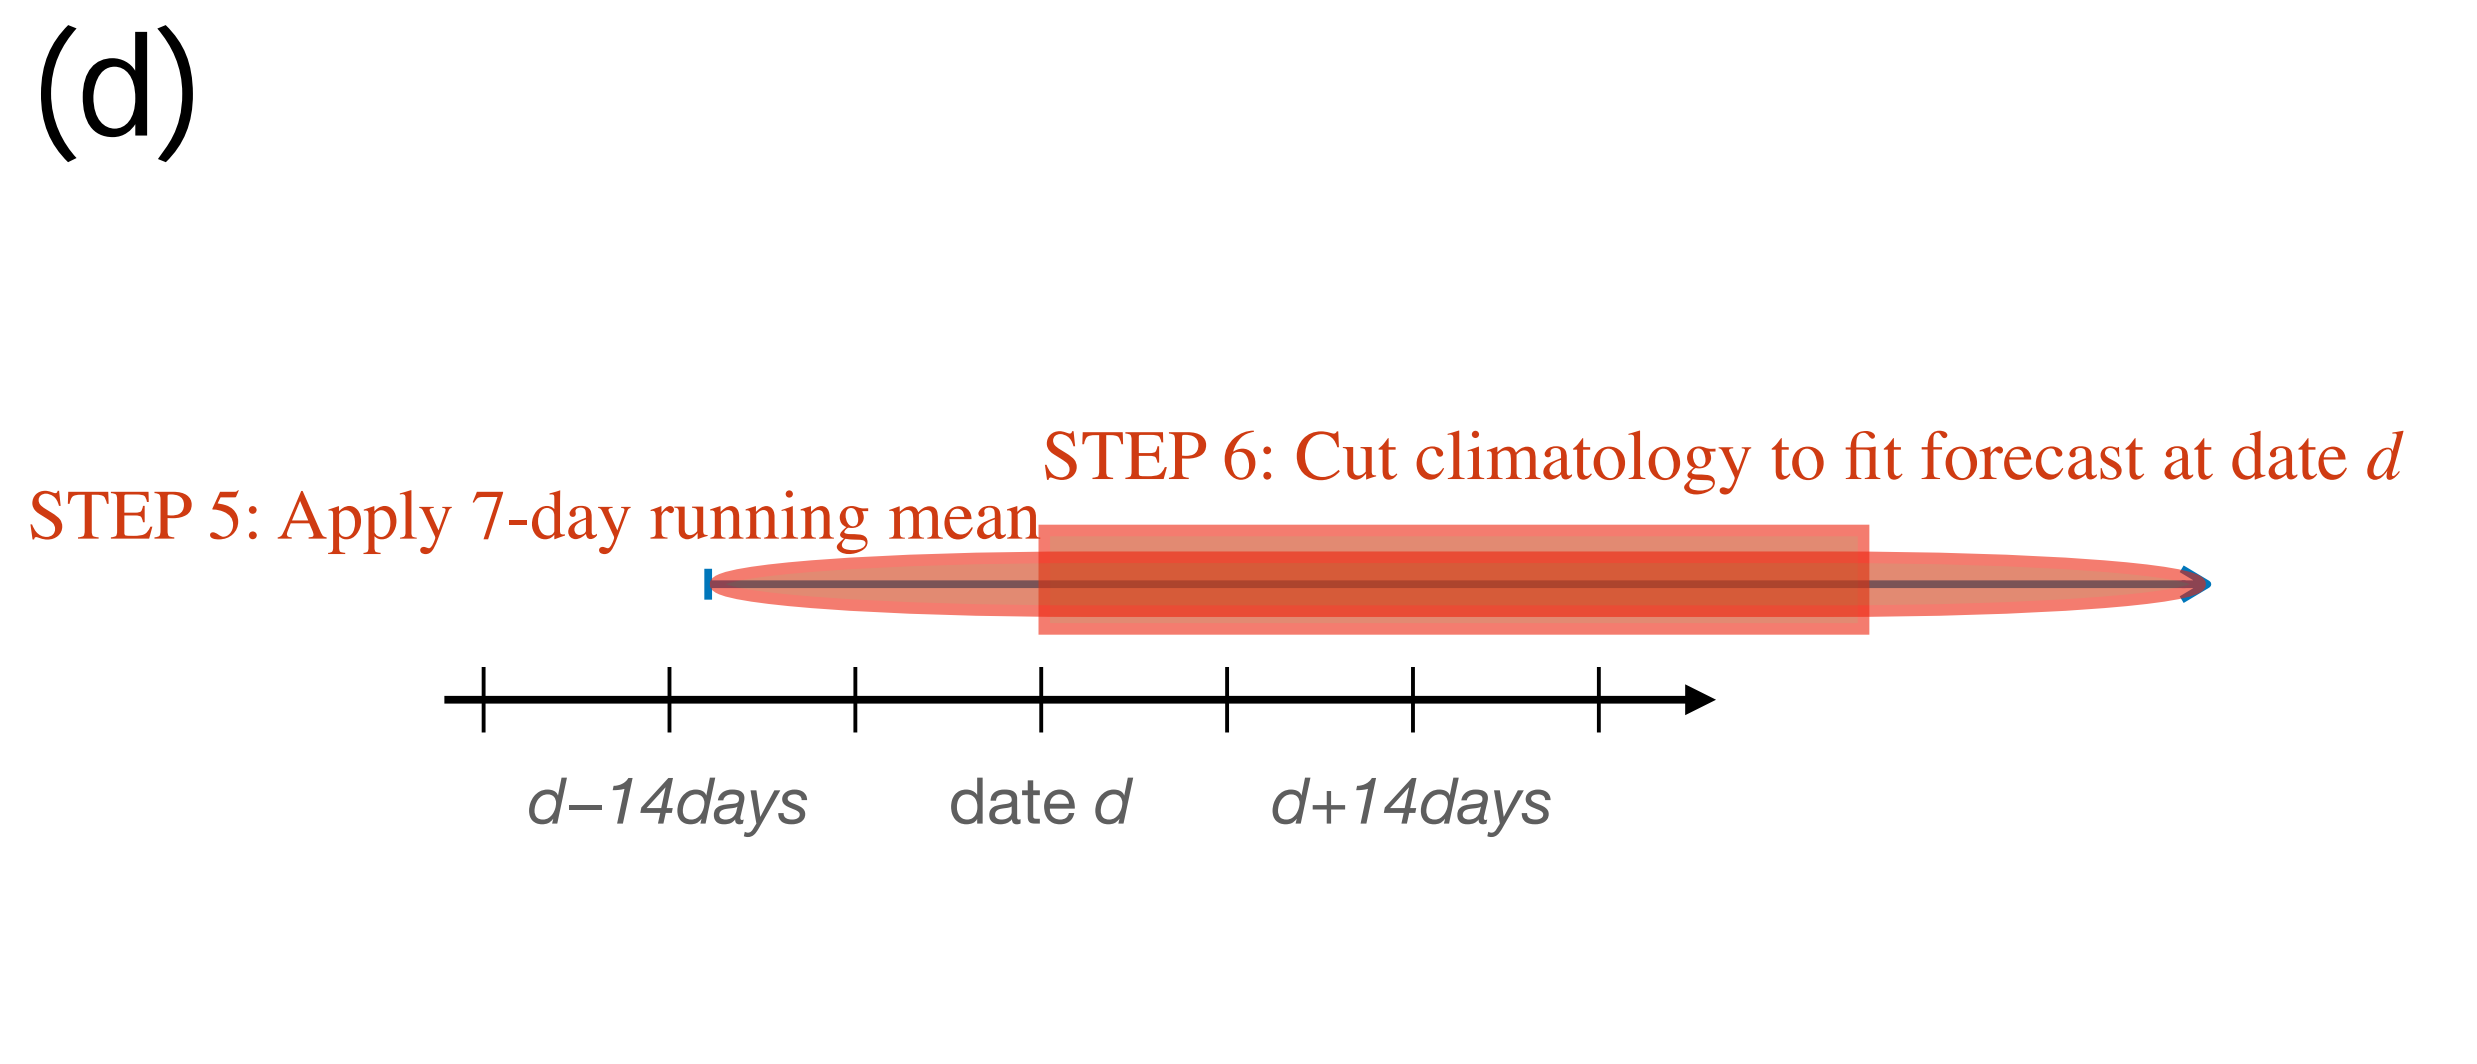 (d)
STEP 6: Cut climatology to fit forecast at date d
STEP 5: Apply 7-day running mean
d−14days date d d+14days